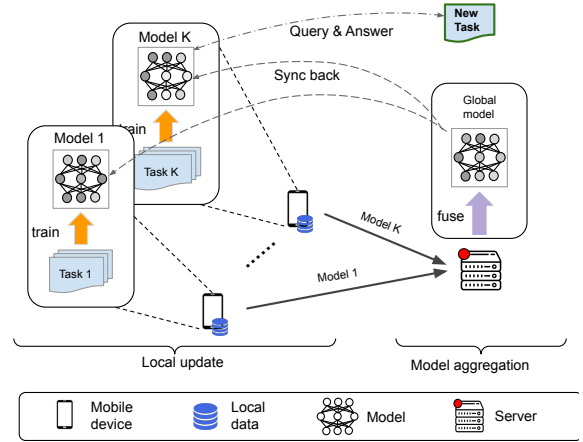 Model K
Query & Answer
New
Task
Sync back
Global
model
Model 1
train
Task K
train
Task 1
fuse
Model K
Model 1
Local update
Model aggregation
Mobile
device
Local
data
Model
Server